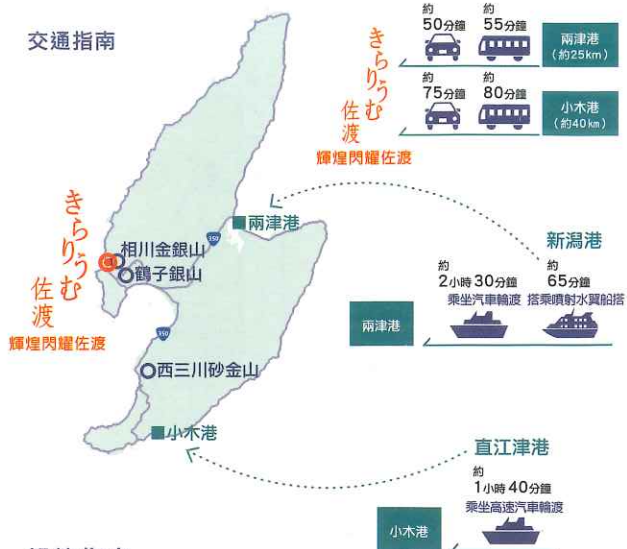 交通指南
約
50分鐘
約
55分鐘
兩津港
(約25km)
約
75分鐘
約
80分鐘
小木港
(約40km)
きらりうむ
佐渡
輝煌閃耀佐渡
兩津港
350
相川金銀山
鶴子銀山
きらりうむ
佐渡
輝煌閃耀佐渡
350
西三川砂金山
小木港
新潟港
約
2小時30分鐘
乘坐汽車輪渡
約
65分鐘
搭乘噴射水翼船搭
兩津港
直江津港
約
1小時40分鐘
乘坐高速汽車輪渡
小木港